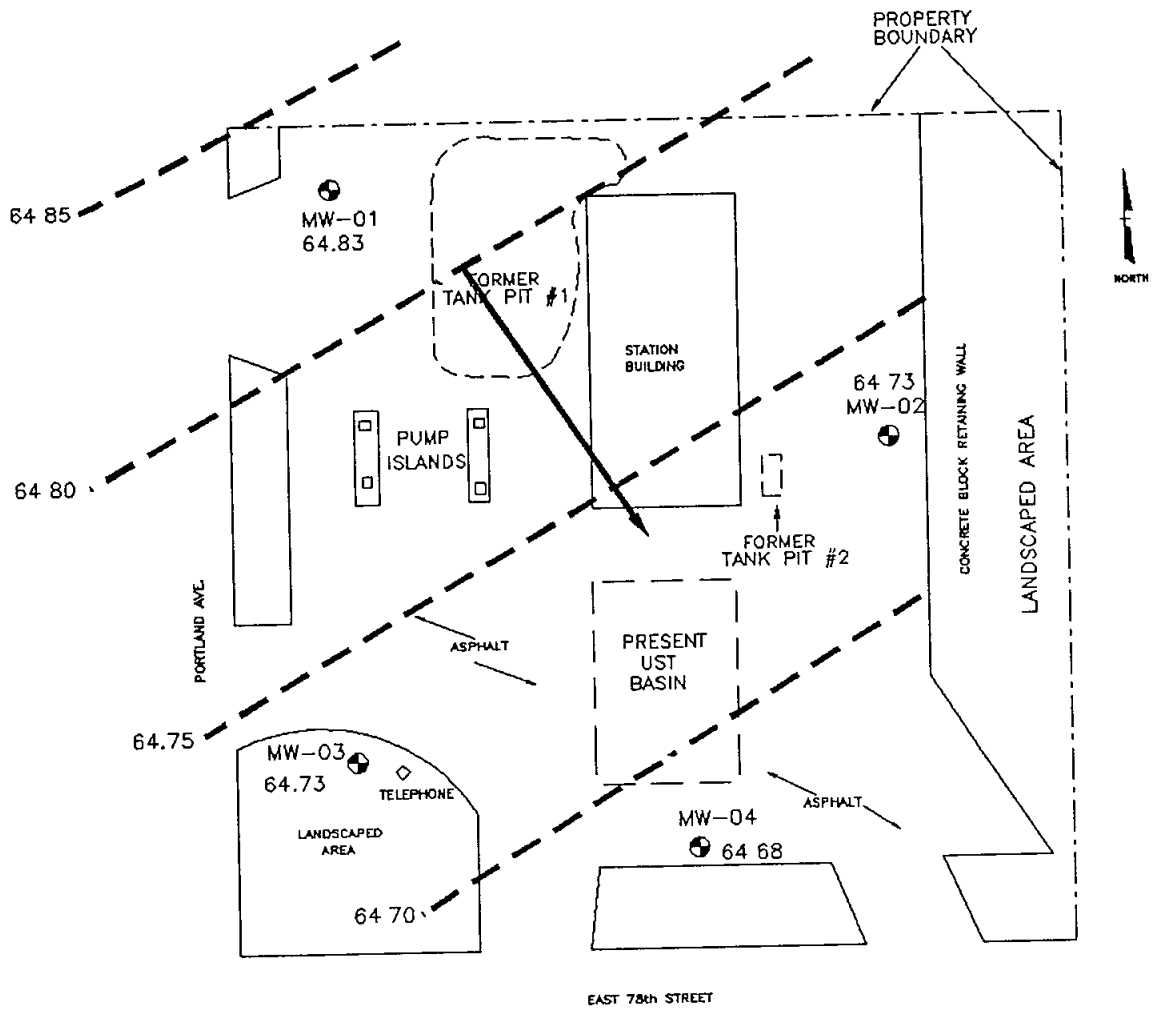 PROPERTY
BOUNDARY
64 85
MW-01
64.83
NORTH
FORMER
TANK PIT #1
STATION
BUILDING
64 73
MW-02
CONCRETE BLOCK RETAINING WALL
LANDSCAPED AREA
PUMP
ISLANDS
64 80
FORMER
TANK PIT #2
PORTLAND AVE.
ASPHALT
PRESENT
UST
BASIN
64.75
MW-03
64.73
TELEPHONE
LANDSCAPED
AREA
ASPHALT
MW-04
64 68
64 70
EAST 78th STREET